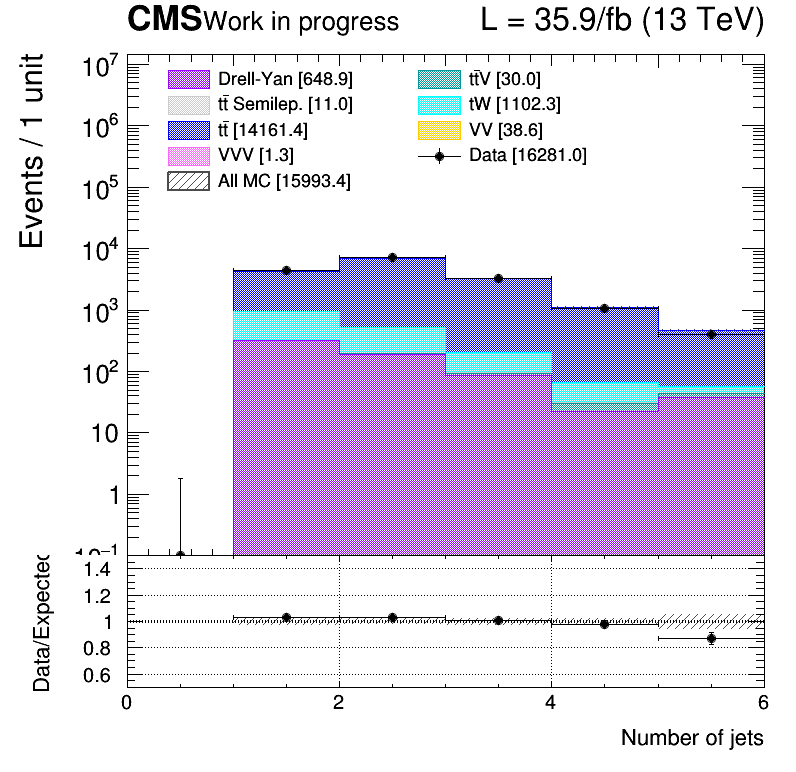 CMS Work in progress L = 35.9/fb (13 TeV)
Events / 1 unit
10⁷
10⁶
10⁵
10⁴
10³
10²
10
1
10⁻¹
Drell-Yan [648.9]
tt̄ Semilep. [11.0]
tt̄ [14161.4]
VVV [1.3]
All MC [15993.4]
tt̄V [30.0]
tW [1102.3]
VV [38.6]
Data [16281.0]
Data/Expected
1.4
1.2
1
0.8
0.6
0 2 4 6
Number of jets